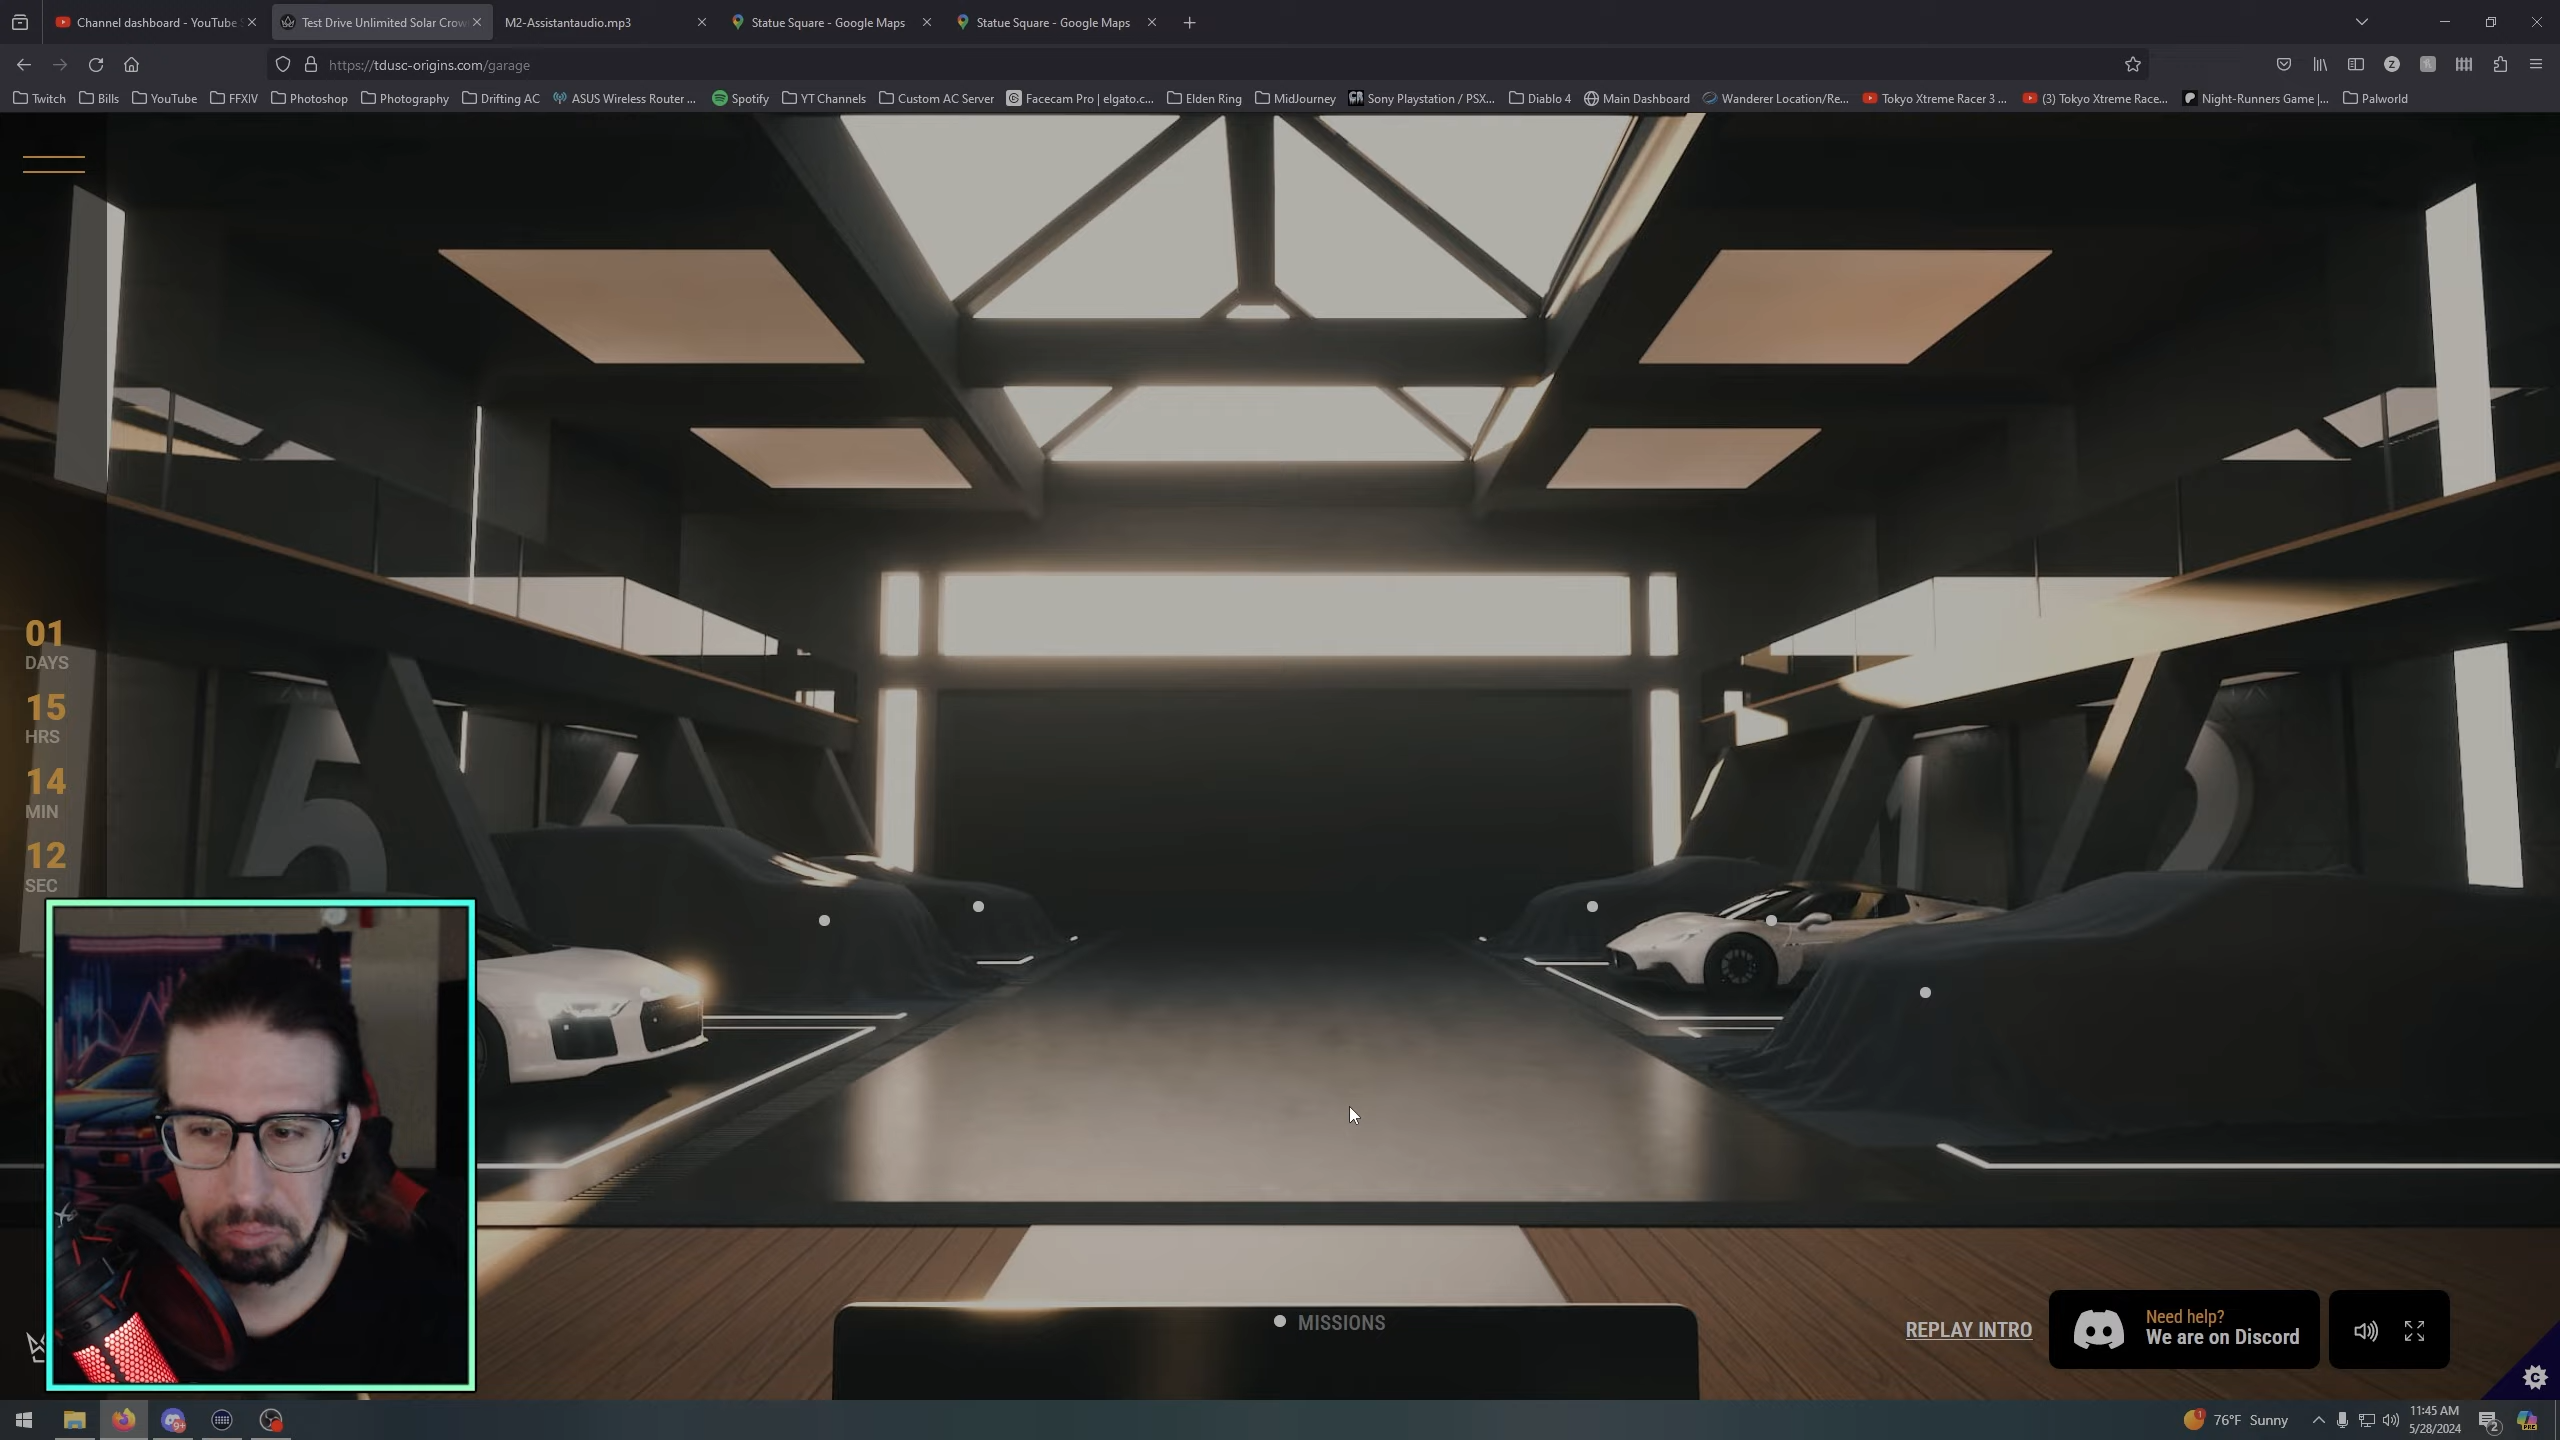 Channel dashboard - YouTube S
Test Drive Unlimited Solar Crow
M2-Assistantaudio.mp3
Statue Square - Google Maps
Statue Square - Google Maps
https://tdusc-origins.com/garage
Twitch
Bills
YouTube
FFXIV
Photoshop
Photography
Drifting AC
ASUS Wireless Router ...
Spotify
YT Channels
Custom AC Server
Facecam Pro | elgato.c...
Elden Ring
MidJourney
Sony Playstation / PSX...
Diablo 4
Main Dashboard
Wanderer Location/Re...
Tokyo Xtreme Racer 3 ...
(3) Tokyo Xtreme Race...
Night-Runners Game |...
Palworld
01
DAYS
15
HRS
14
MIN
12
SEC
5
6
1
2
MISSIONS
REPLAY INTRO
Need help?
We are on Discord
76°F Sunny
11:45 AM
5/28/2024